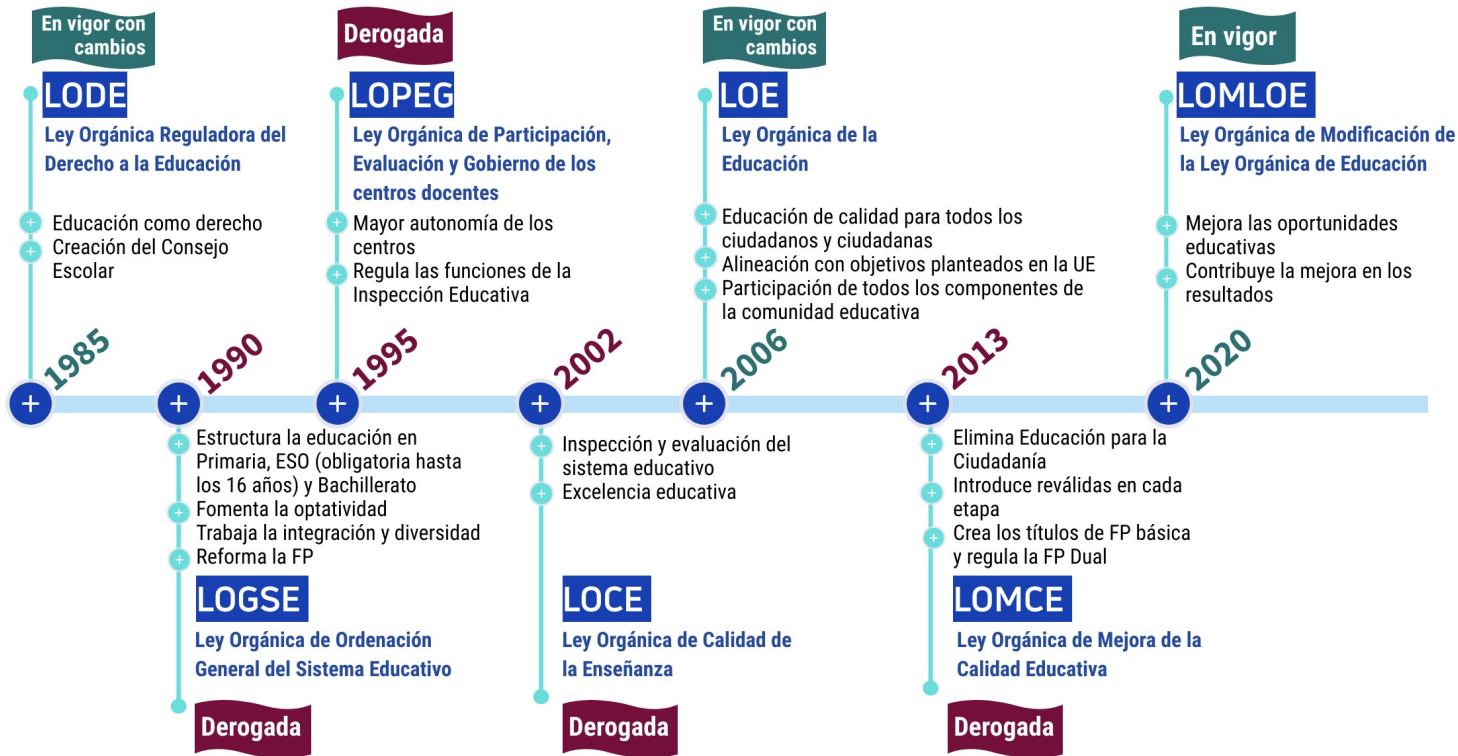 En vigor con
cambios
LODE
Ley Orgánica Reguladora del
Derecho a la Educación
Educación como derecho
Creación del Consejo
Escolar
1985
Derogada
LOPEG
Ley Orgánica de Participación,
Evaluación y Gobierno de los
centros docentes
Mayor autonomía de los
centros
Regula las funciones de la
Inspección Educativa
1995
En vigor con
cambios
LOE
Ley Orgánica de la
Educación
Educación de calidad para todos los
ciudadanos y ciudadanas
Alineación con objetivos planteados en la UE
Participación de todos los componentes de
la comunidad educativa
2006
En vigor
LOMLOE
Ley Orgánica de Modificación de
la Ley Orgánica de Educación
Mejora las oportunidades
educativas
Contribuye la mejora en los
resultados
2020
1990
Estructura la educación en
Primaria, ESO (obligatoria hasta
los 16 años) y Bachillerato
Fomenta la optatividad
Trabaja la integración y diversidad
Reforma la FP
LOGSE
Ley Orgánica de Ordenación
General del Sistema Educativo
Derogada
2002
Inspección y evaluación del
sistema educativo
Excelencia educativa
LOCE
Ley Orgánica de Calidad de
la Enseñanza
Derogada
2013
Elimina Educación para la
Ciudadanía
Introduce reválidas en cada
etapa
Crea los títulos de FP básica
y regula la FP Dual
LOMCE
Ley Orgánica de Mejora de la
Calidad Educativa
Derogada